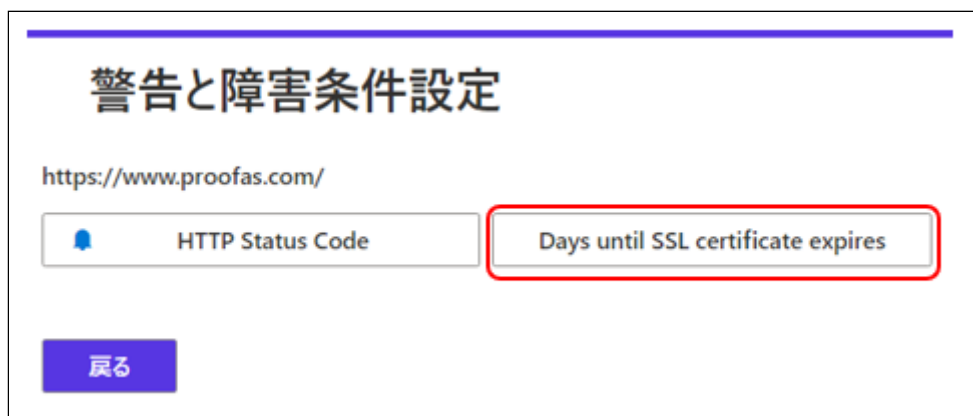 警告と障害条件設定
https://www.proofas.com/
HTTP Status Code
Days until SSL certificate expires
戻る